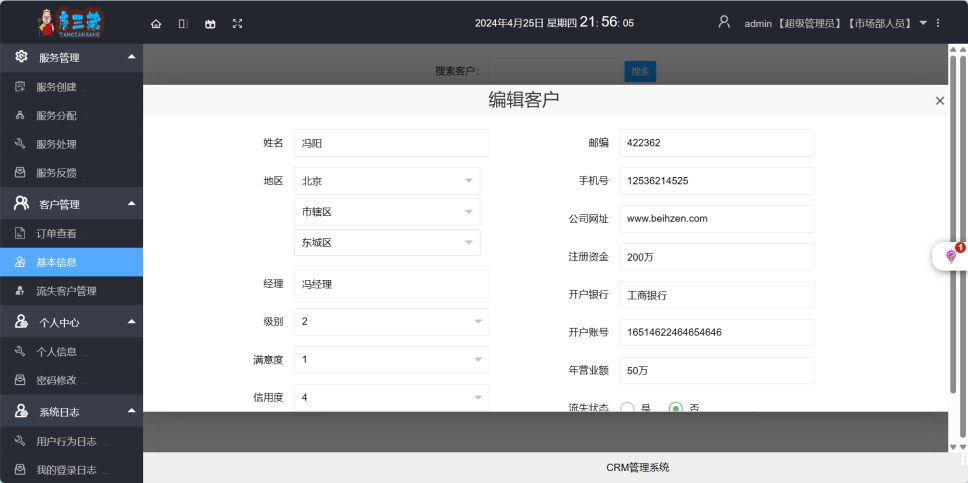 唐三藏
TANGSANZANG
2024年4月25日 星期四 21: 56: 05
admin 【超级管理员】【市场部人员】
服务管理
服务创建
服务分配
服务处理
服务反馈
客户管理
订单查看
基本信息
流失客户管理
个人中心
个人信息
密码修改
系统日志
用户行为日志
我的登录日志
搜索客户：
搜索
编辑客户
姓名 冯阳
地区 北京
市辖区
东城区
经理 冯经理
级别 2
满意度 1
信用度 4
邮编 422362
手机号 12536214525
公司网址 www.beihzen.com
注册资金 200万
开户银行 工商银行
开户账号 16514622464654646
年营业额 50万
流失状态 是 否
1
CRM管理系统